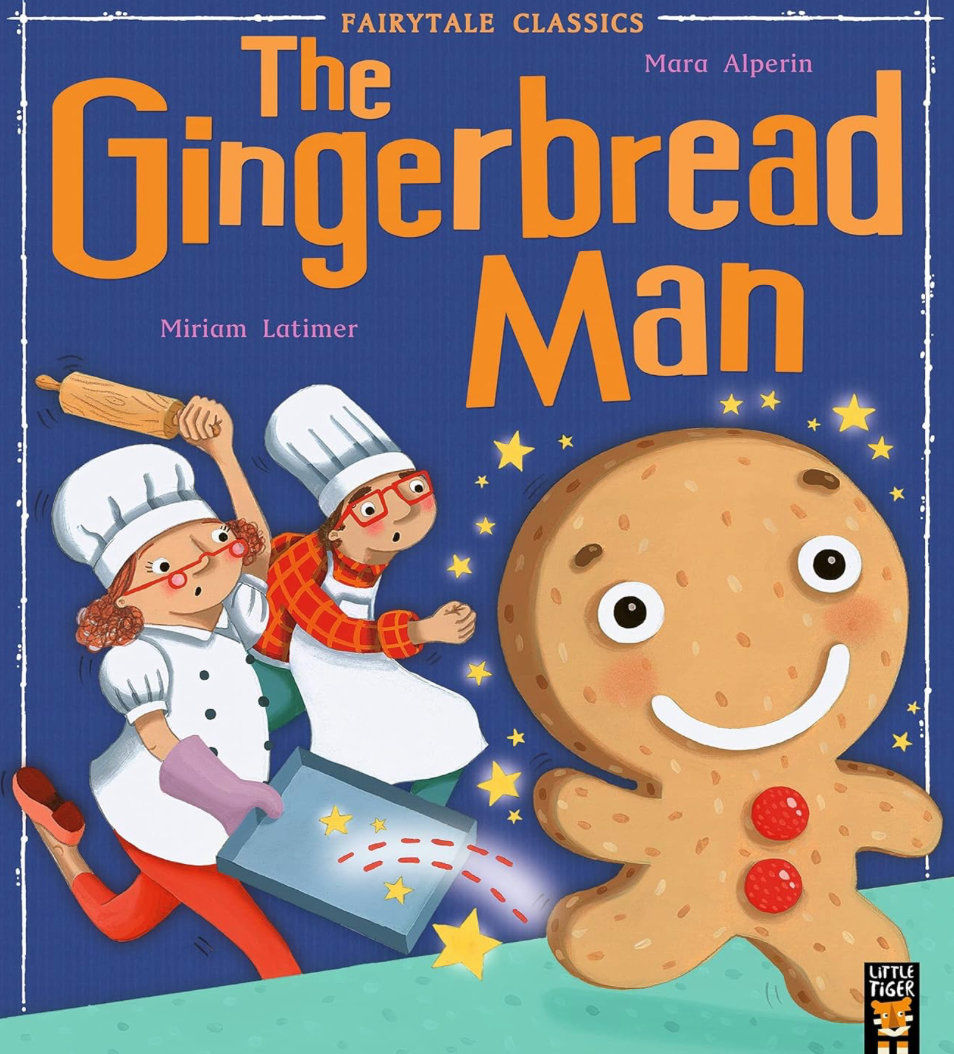 FAIRYTALE CLASSICS
The
Mara Alperin
Gingerbread
Man
Miriam Latimer
LiTTLE
TiGER